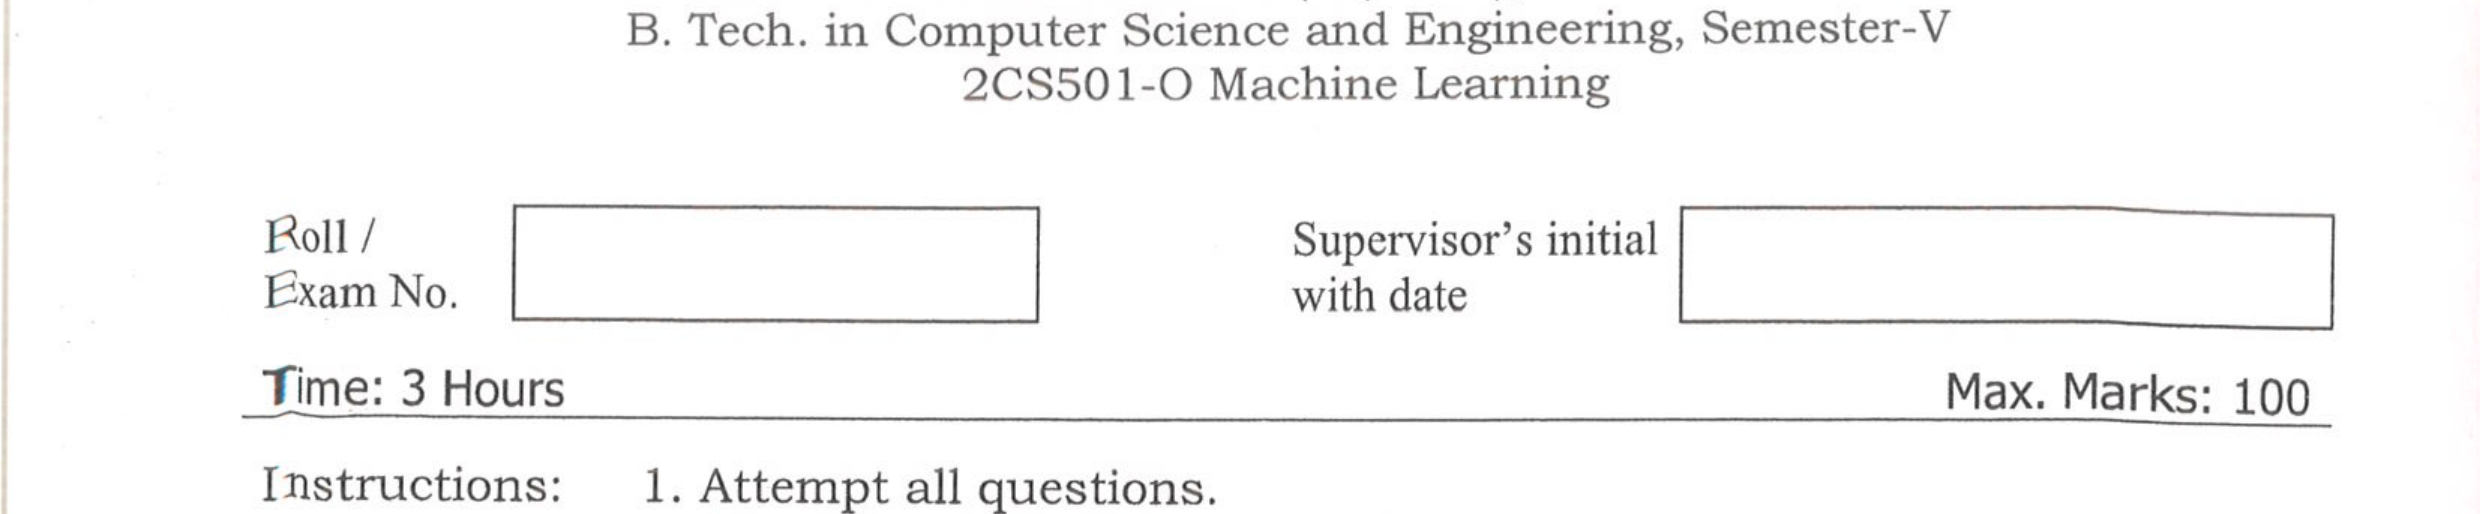 B. Tech. in Computer Science and Engineering, Semester-V
2CS501-O Machine Learning
Roll /
Exam No.
Supervisor's initial
with date
Time: 3 Hours
Max. Marks: 100
Instructions: 1. Attempt all questions.